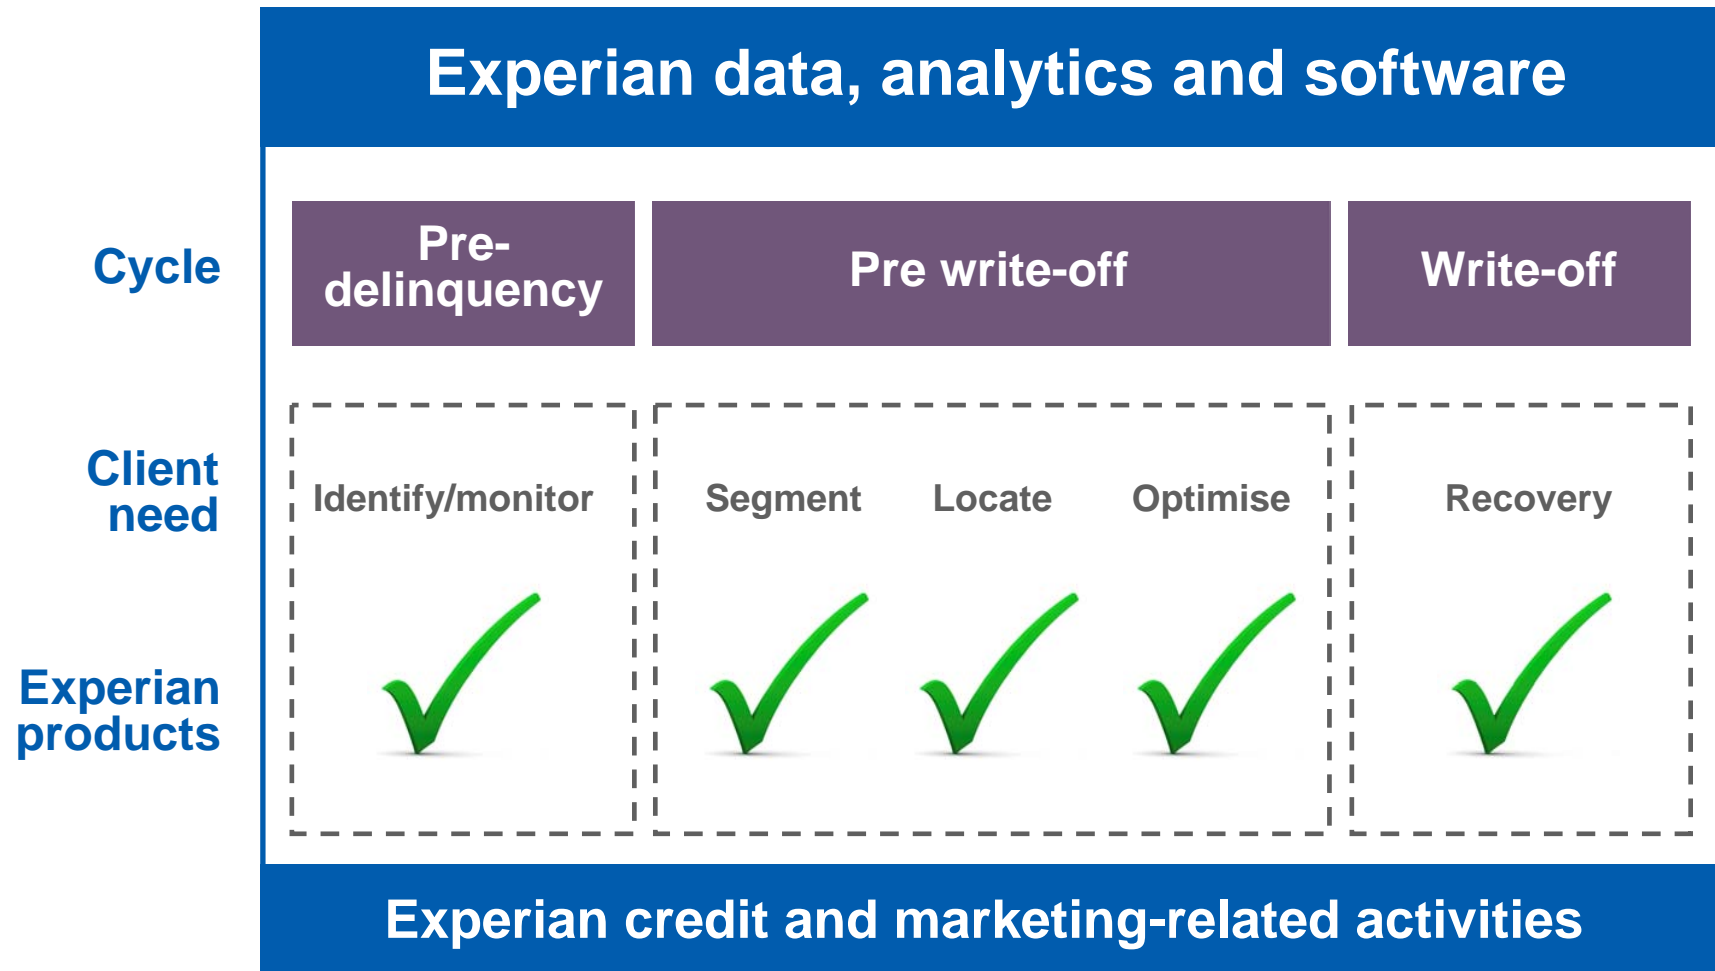 Experian data, analytics and software
Cycle
Pre-
delinquency
Pre write-off
Write-off
Client
need
Identify/monitor
Segment
Locate
Optimise
Recovery
Experian
products
Experian credit and marketing-related activities